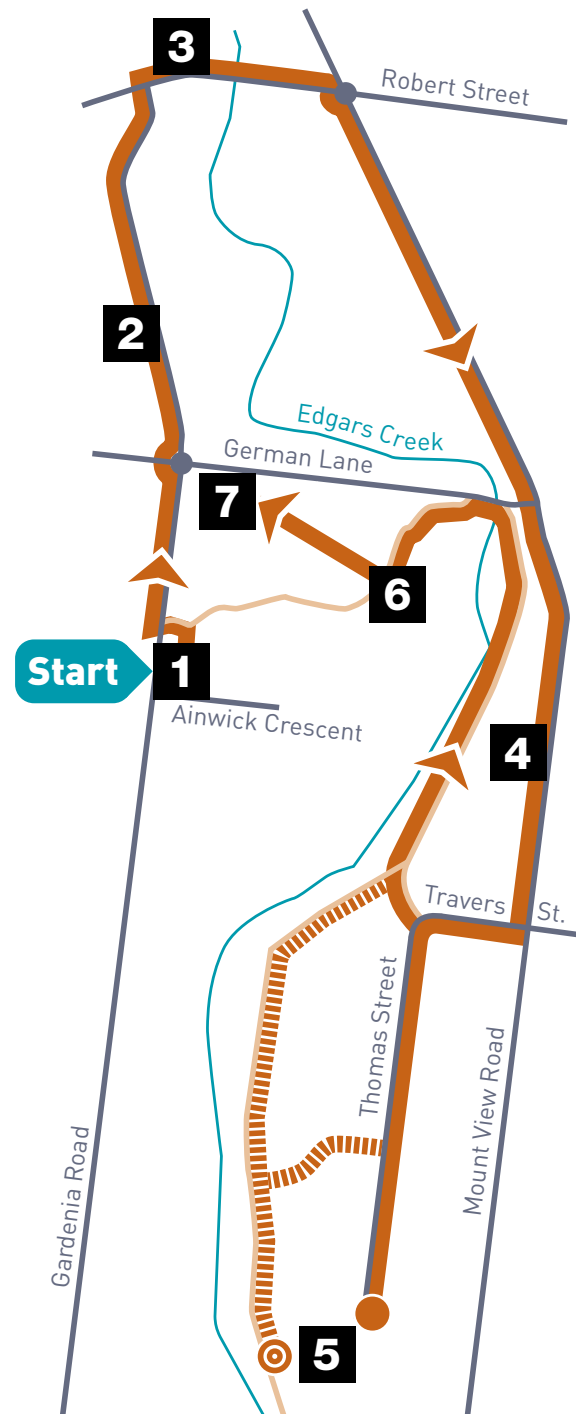 3
Robert Street
2
Edgars Creek
German Lane
7
6
Start
1
Ainwick Crescent
4
Travers St.
Thomas Street
Mount View Road
Gardenia Road
5